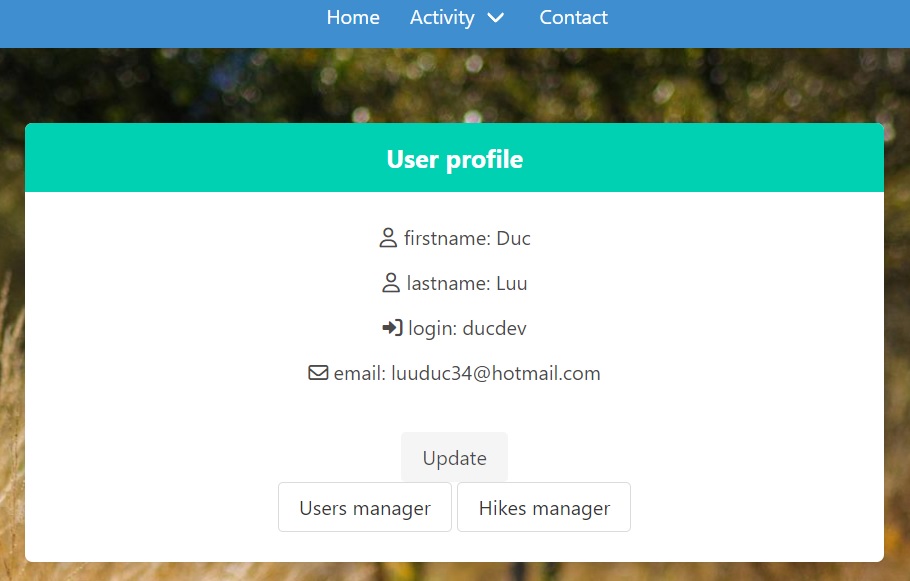 Home Activity Contact
User profile
firstname: Duc
lastname: Luu
login: ducdev
email: luuduc34@hotmail.com
Update
Users manager Hikes manager